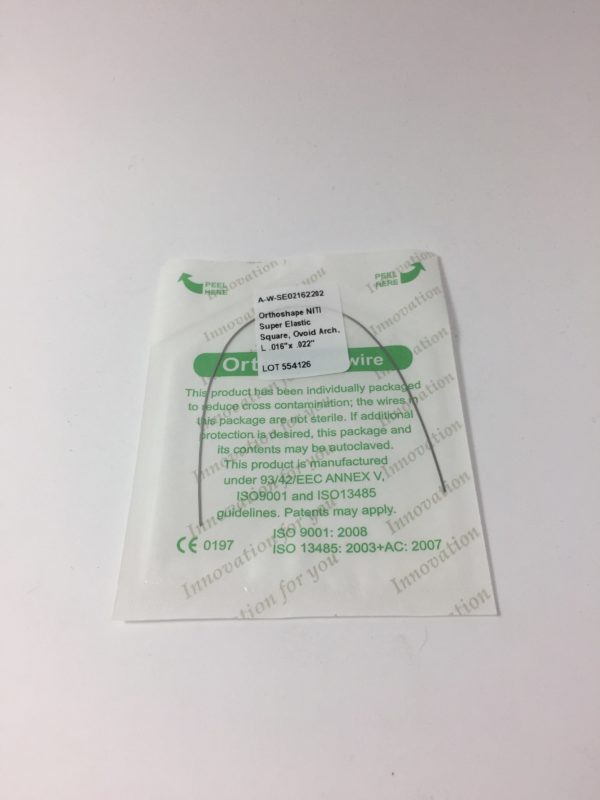 PEEL HERE
PEEL HERE
A-W-SE02162202
Orthoshape NITI
Super Elastic
Square, Ovoid Arch.
L .016"x .022"
LOT 554126
Ort wire
This product has been individually packaged
to reduce cross contamination; the wires in
this package are not sterile. If additional
protection is desired, this package and
its contents may be autoclaved.
This product is manufactured
under 93/42/EEC ANNEX V,
ISO9001 and ISO13485
guidelines. Patents may apply.
ISO 9001: 2008
CE 0197
ISO 13485: 2003+AC: 2007
Innovation for you
Innovation
Innovation for you
Innovation